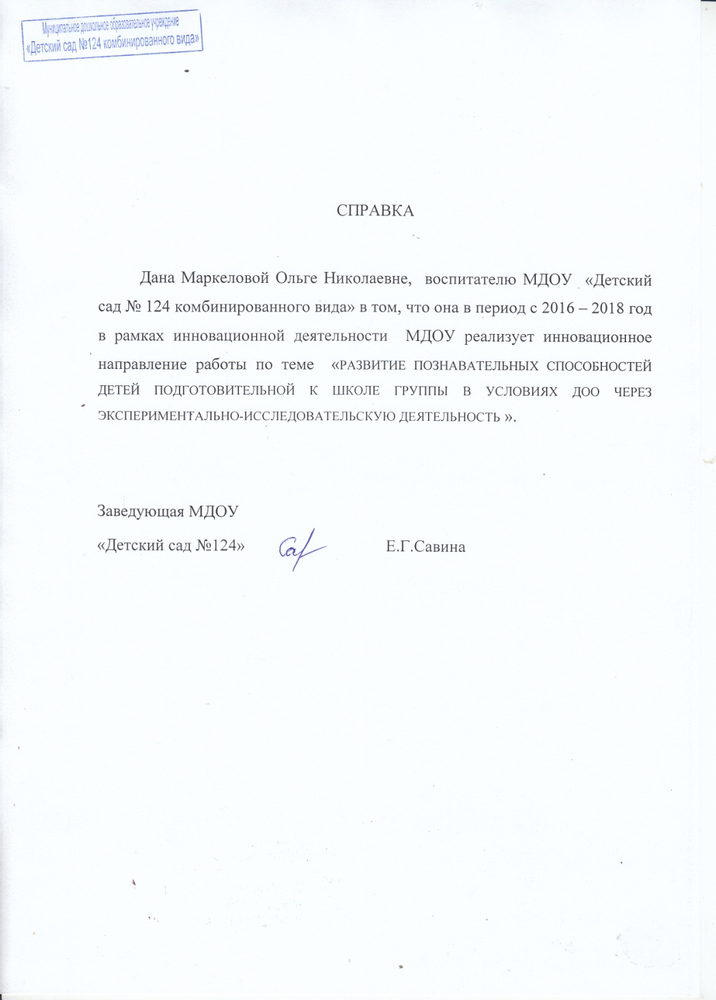 Муниципальное дошкольное образовательное учреждение
«Детский сад №124 комбинированного вида»
СПРАВКА
Дана Маркеловой Ольге Николаевне, воспитателю МДОУ «Детский
сад № 124 комбинированного вида» в том, что она в период с 2016 – 2018 год
в рамках инновационной деятельности МДОУ реализует инновационное
направление работы по теме «РАЗВИТИЕ ПОЗНАВАТЕЛЬНЫХ СПОСОБНОСТЕЙ
ДЕТЕЙ ПОДГОТОВИТЕЛЬНОЙ К ШКОЛЕ ГРУППЫ В УСЛОВИЯХ ДОО ЧЕРЕЗ
ЭКСПЕРИМЕНТАЛЬНО-ИССЛЕДОВАТЕЛЬСКУЮ ДЕЯТЕЛЬНОСТЬ ».
Заведующая МДОУ
«Детский сад №124» Е.Г.Савина